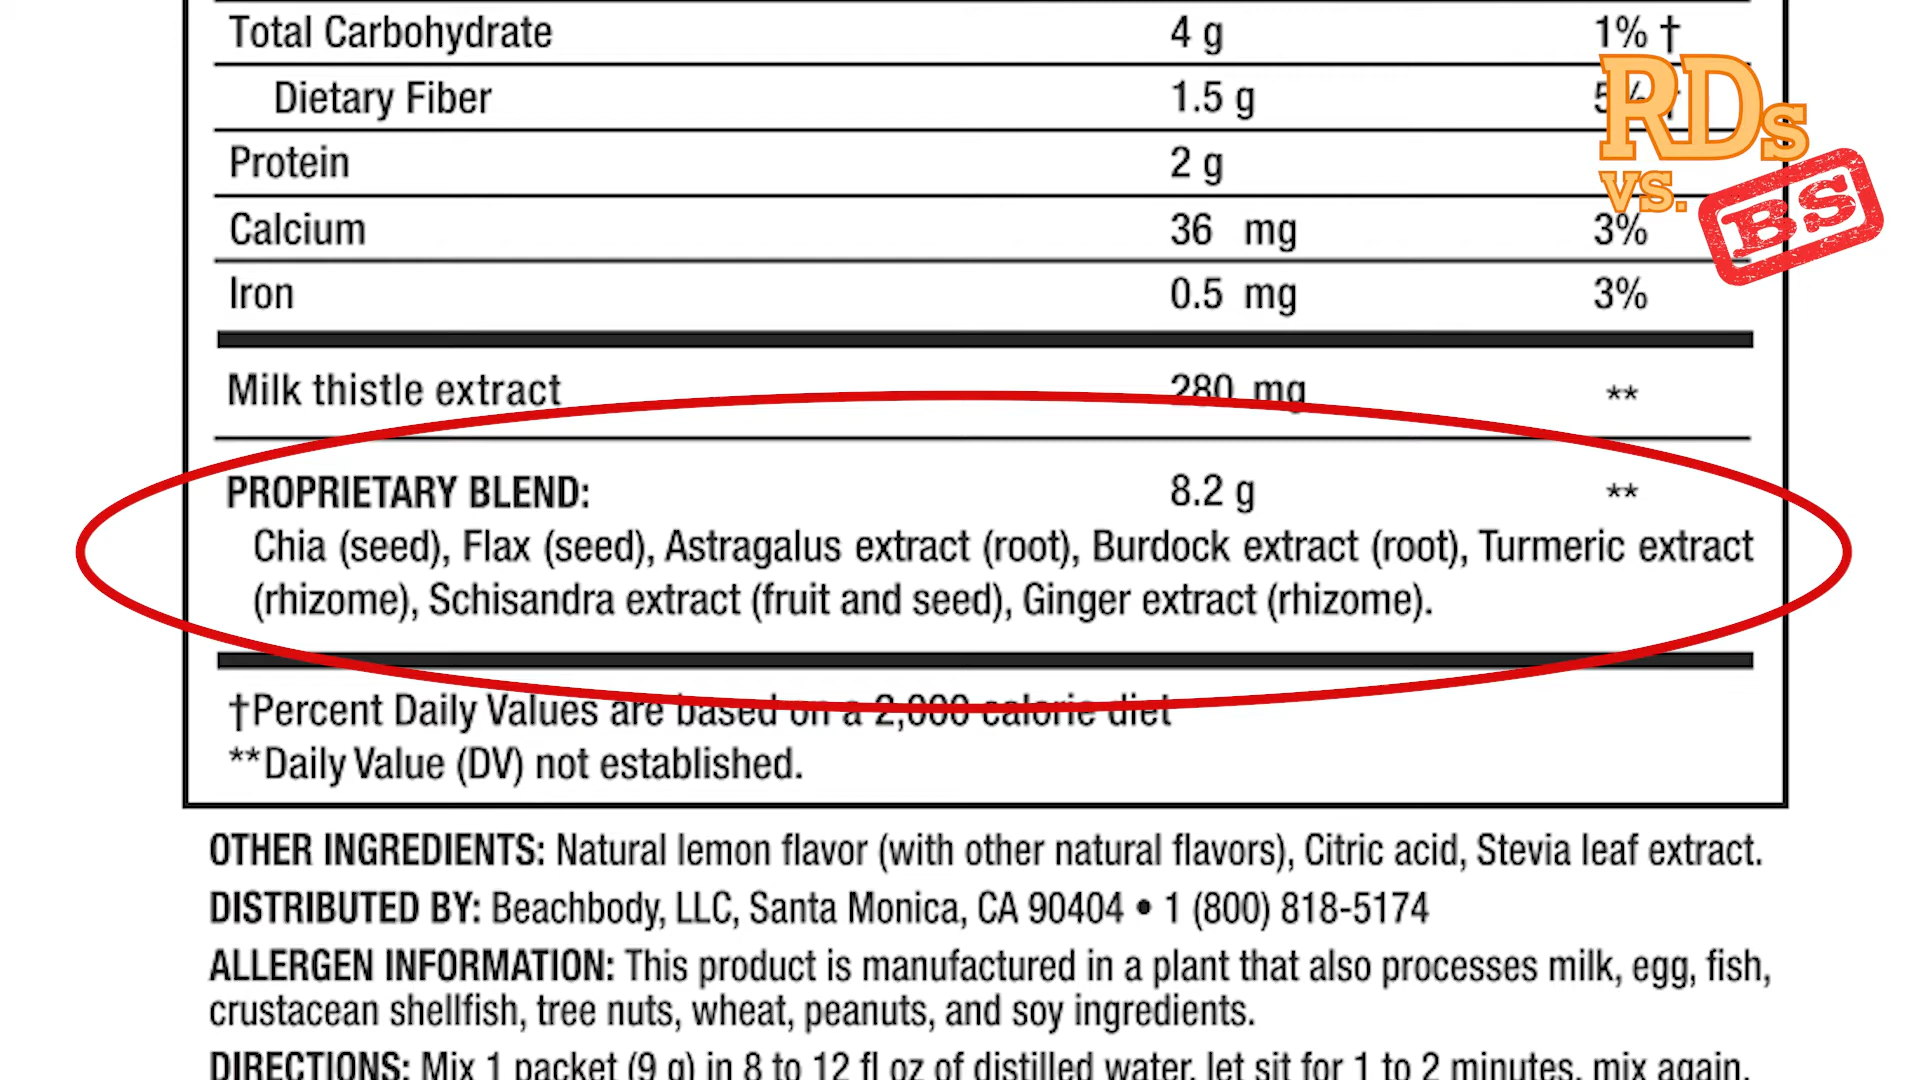 Total Carbohydrate 4 g 1% †
Dietary Fiber 1.5 g 5% †
RDs
Protein 2 g
vs.
BS
Calcium 36 mg 3%
Iron 0.5 mg 3%
Milk thistle extract 280 mg **
PROPRIETARY BLEND: 8.2 g **
Chia (seed), Flax (seed), Astragalus extract (root), Burdock extract (root), Turmeric extract
(rhizome), Schisandra extract (fruit and seed), Ginger extract (rhizome).
†Percent Daily Values are based on a 2,000 calorie diet
**Daily Value (DV) not established.
OTHER INGREDIENTS: Natural lemon flavor (with other natural flavors), Citric acid, Stevia leaf extract.
DISTRIBUTED BY: Beachbody, LLC, Santa Monica, CA 90404 • 1 (800) 818-5174
ALLERGEN INFORMATION: This product is manufactured in a plant that also processes milk, egg, fish,
crustacean shellfish, tree nuts, wheat, peanuts, and soy ingredients.
DIRECTIONS: Mix 1 packet (9 g) in 8 to 12 fl oz of distilled water, let sit for 1 to 2 minutes, mix again,